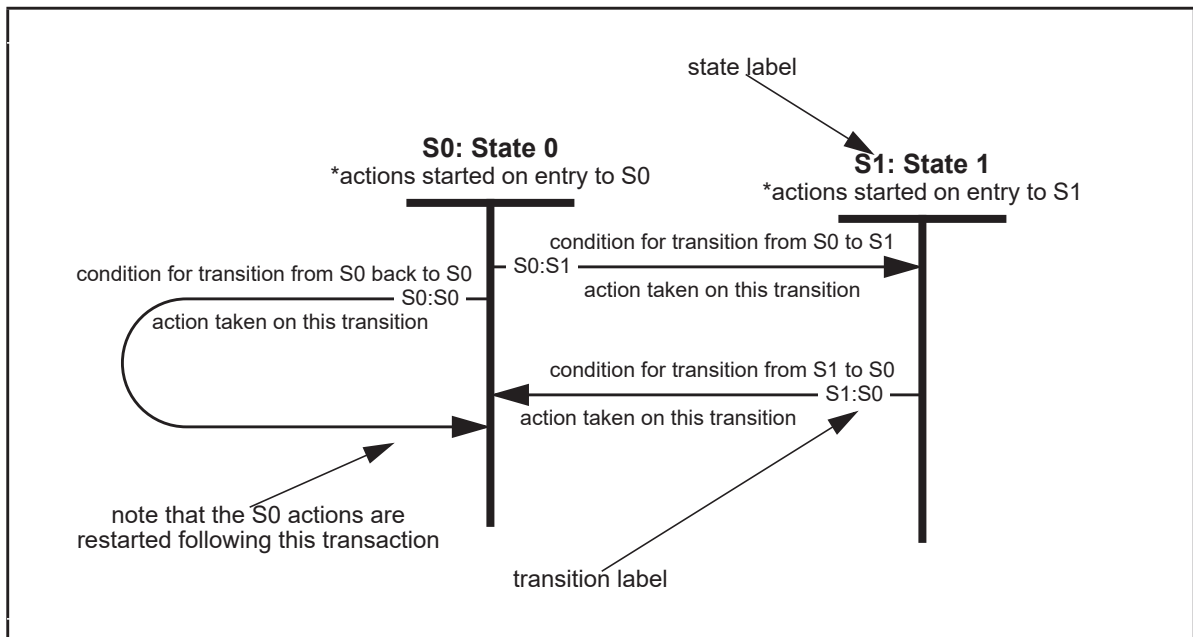 state label
S0: State 0
*actions started on entry to S0
S1: State 1
*actions started on entry to S1
condition for transition from S0 to S1
S0:S1
action taken on this transition
condition for transition from S0 back to S0
S0:S0
action taken on this transition
condition for transition from S1 to S0
S1:S0
action taken on this transition
note that the S0 actions are
restarted following this transaction
transition label